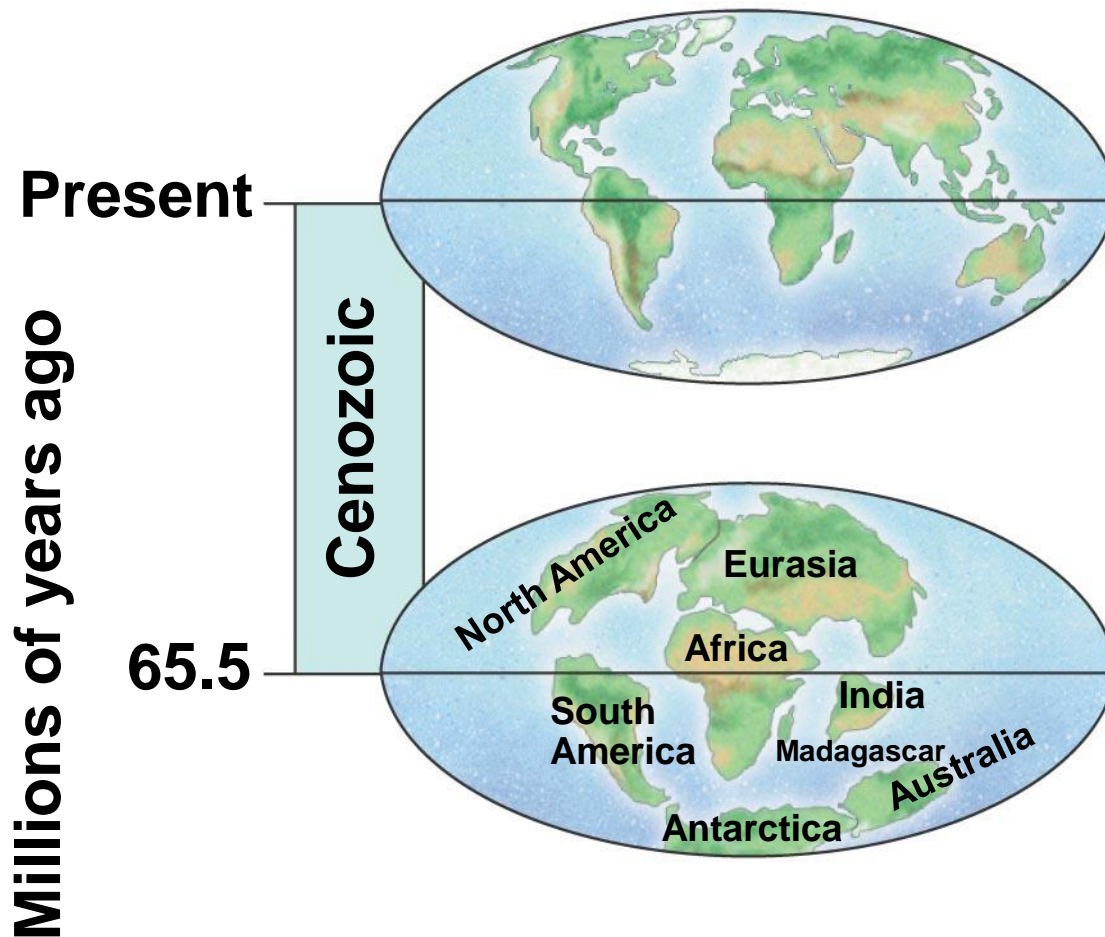 Present
Millions of years ago
Cenozoic
65.5
North America
Eurasia
Africa
South
America
India
Madagascar
Australia
Antarctica